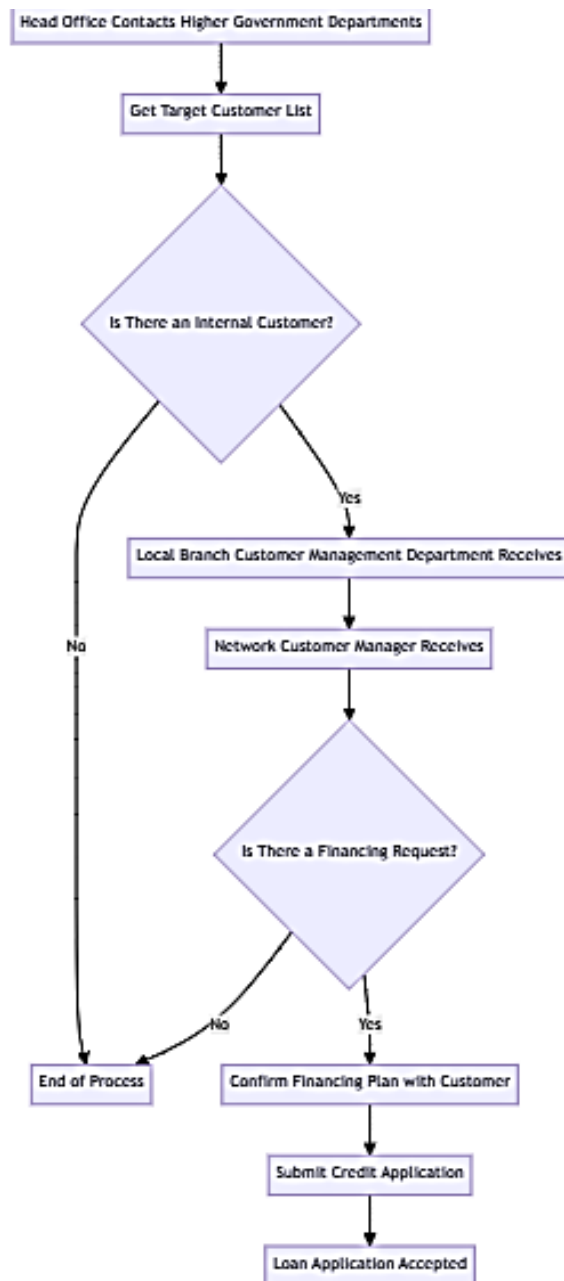 Head Office Contacts Higher Government Departments
Get Target Customer List
Is There an Internal Customer?
Yes
Local Branch Customer Management Department Receives
No
Network Customer Manager Receives
Is There a Financing Request?
No
Yes
End of Process
Confirm Financing Plan with Customer
Submit Credit Application
Loan Application Accepted